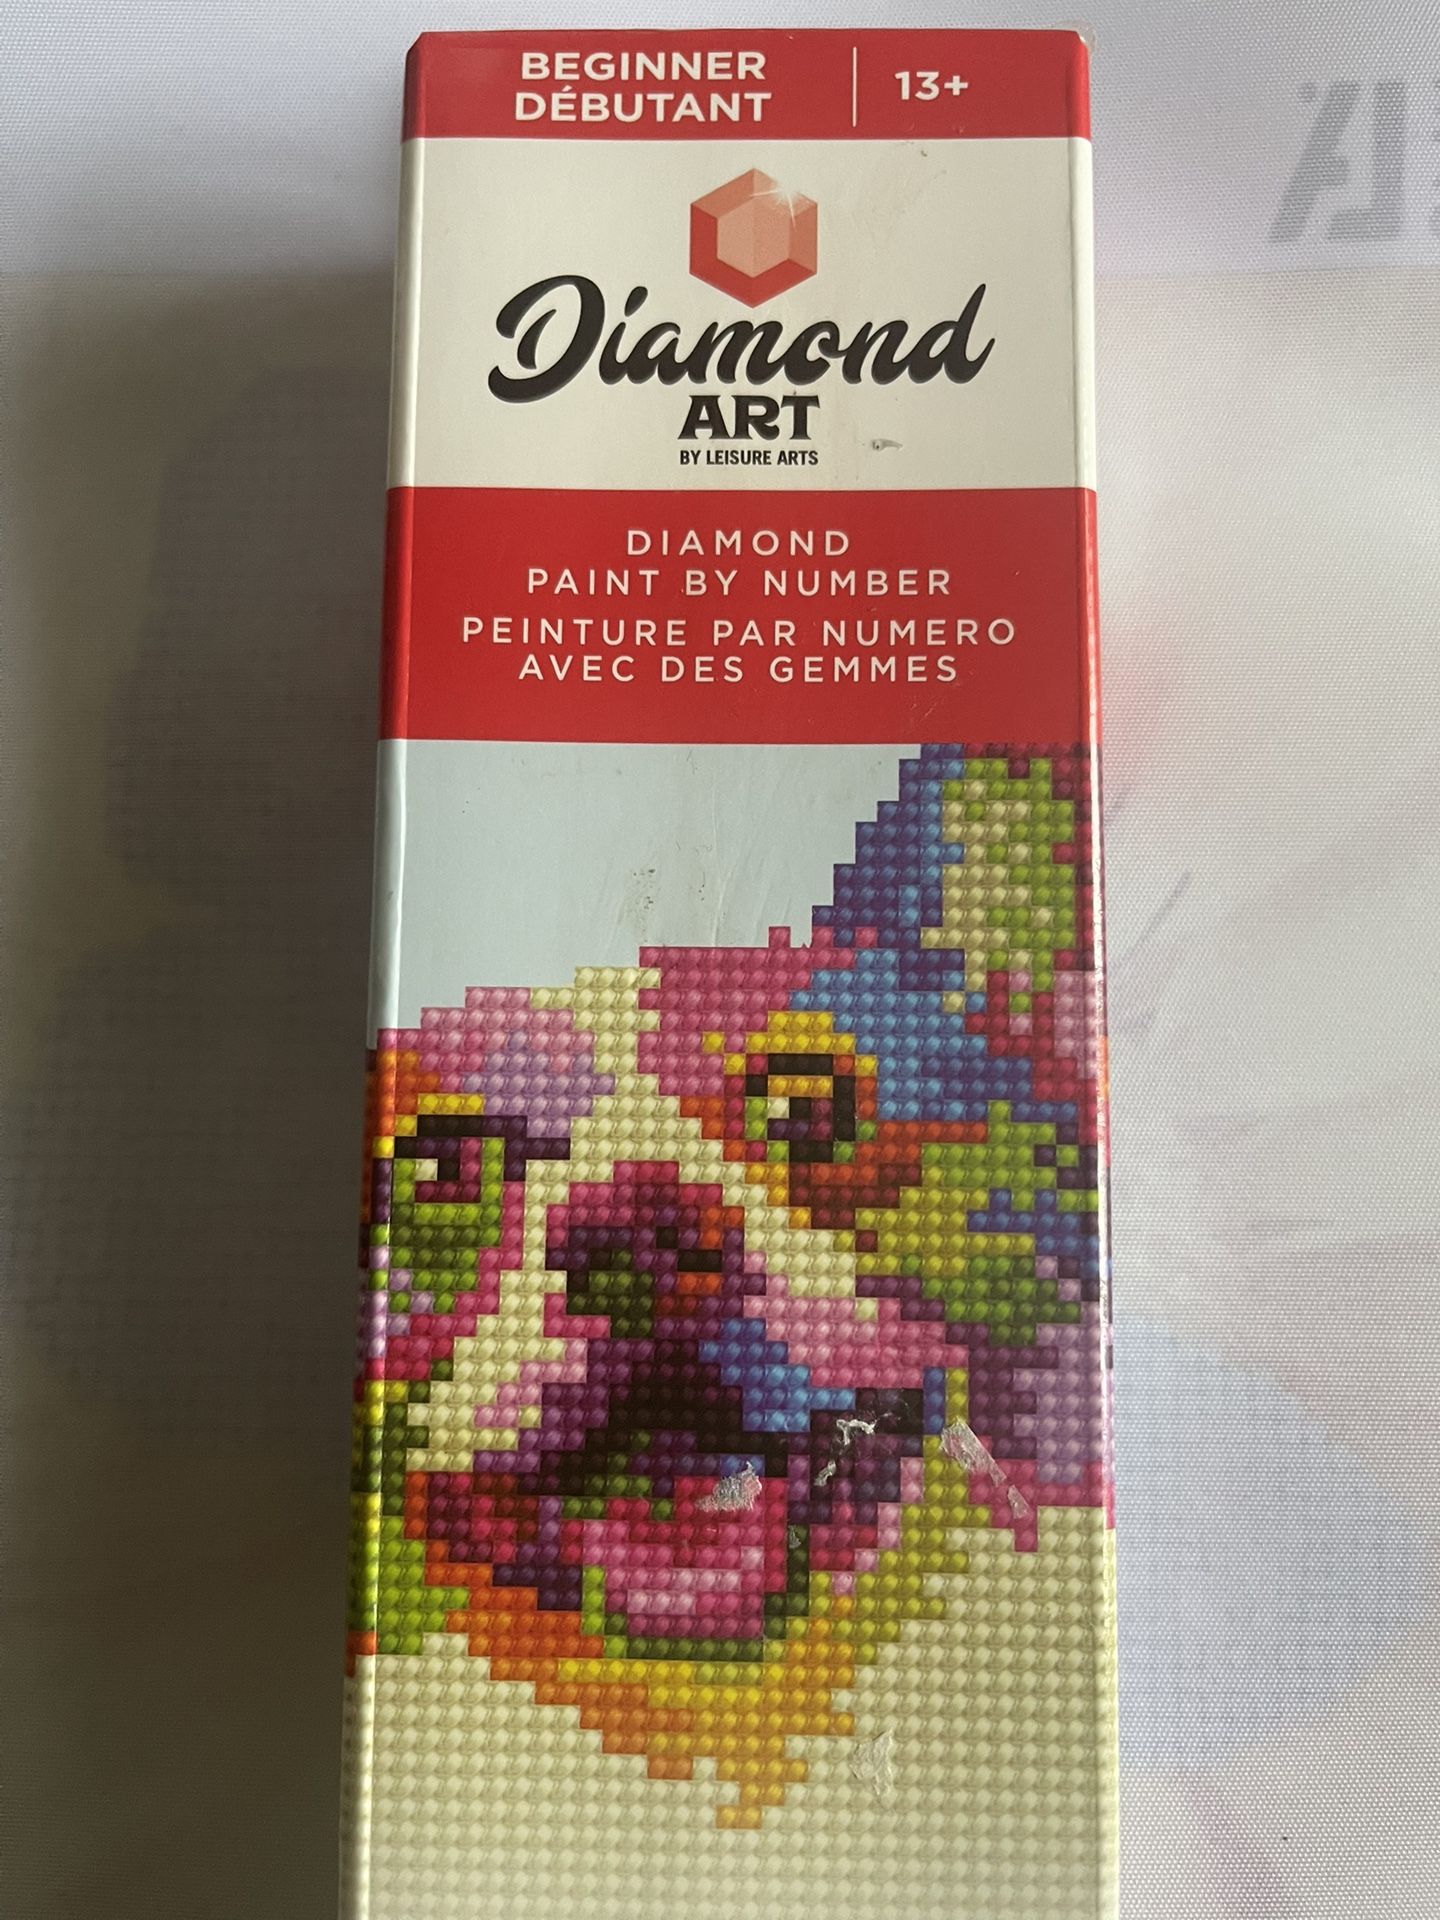 BEGINNER
DÉBUTANT
13+
Diamond
ART
BY LEISURE ARTS
DIAMOND
PAINT BY NUMBER
PEINTURE PAR NUMERO
AVEC DES GEMMES